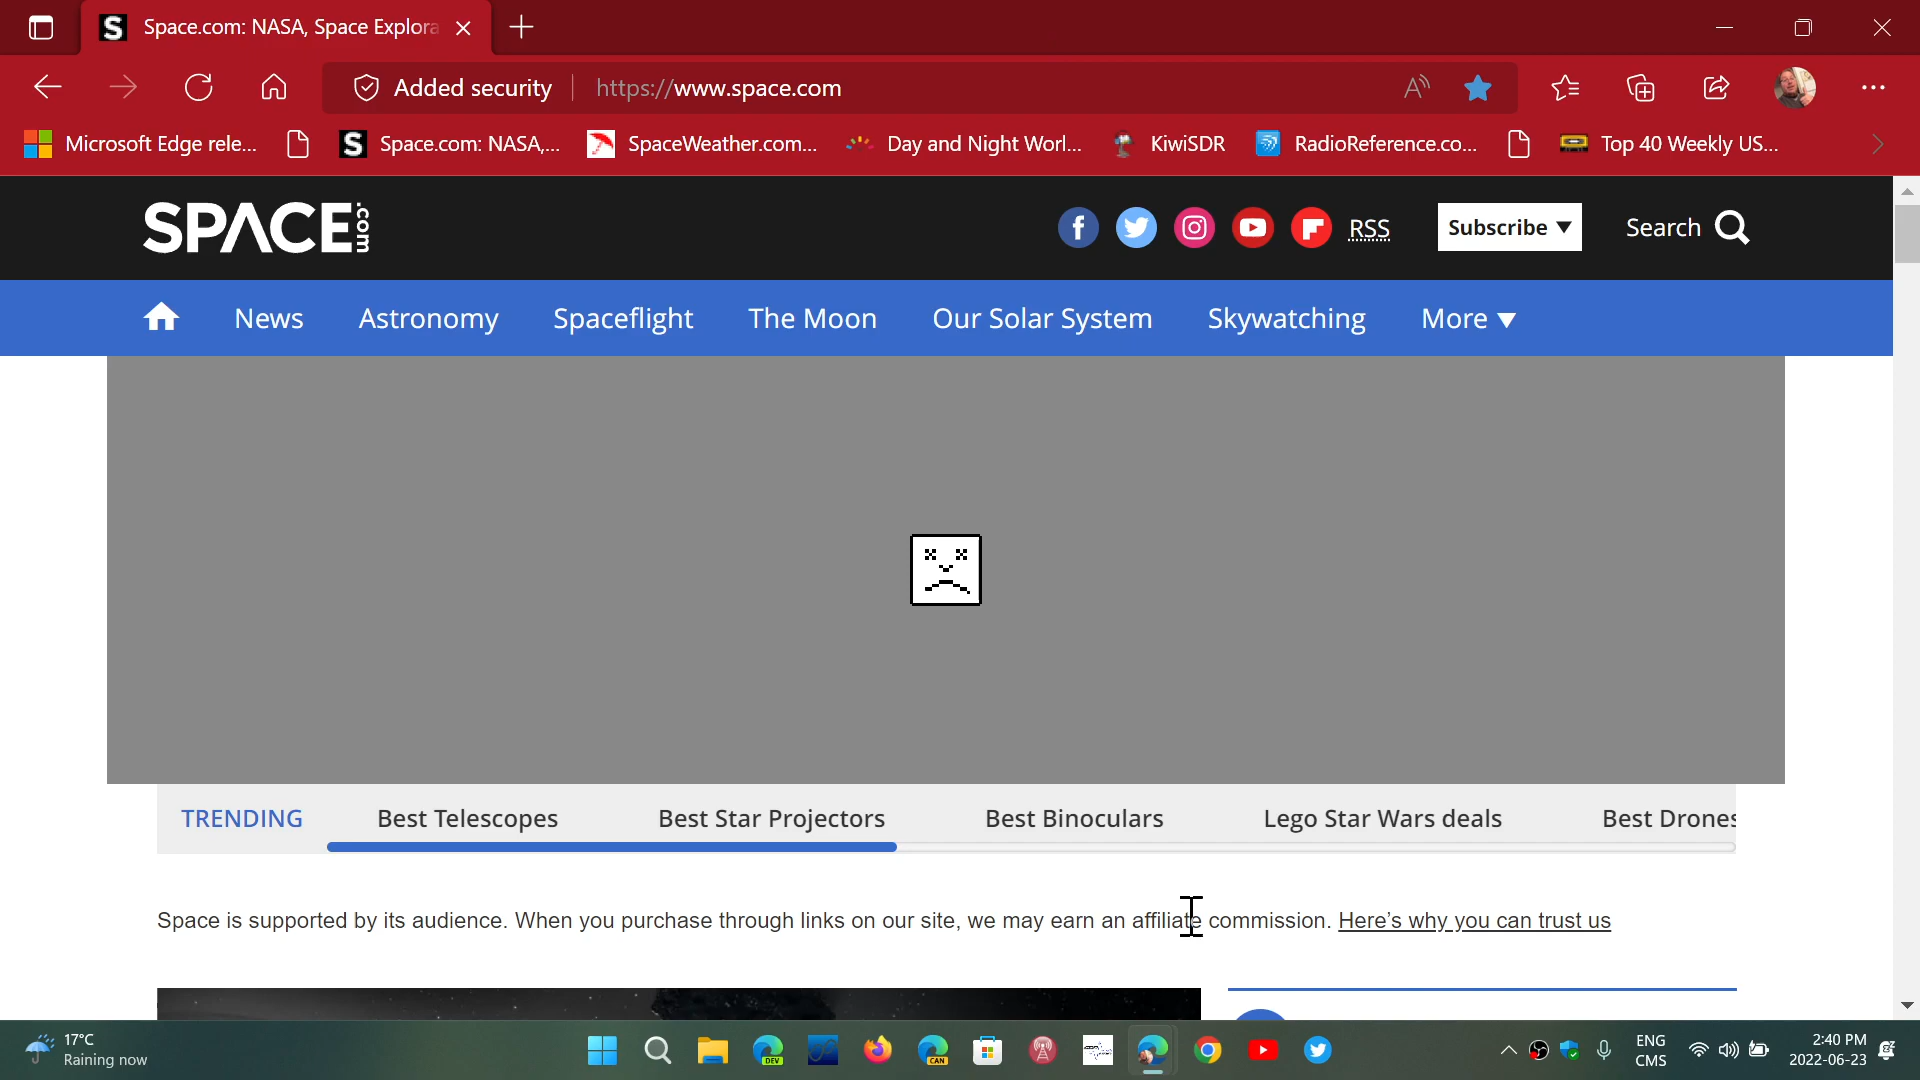 Space.com: NASA, Space Explora
Added security
https://www.space.com
Microsoft Edge rele...
Space.com: NASA,...
SpaceWeather.com...
Day and Night Worl...
KiwiSDR
RadioReference.co...
Top 40 Weekly US...
SPACE.com
RSS
Subscribe
Search
News
Astronomy
Spaceflight
The Moon
Our Solar System
Skywatching
More
TRENDING
Best Telescopes
Best Star Projectors
Best Binoculars
Lego Star Wars deals
Best Drones
Space is supported by its audience. When you purchase through links on our site, we may earn an affiliate commission. Here’s why you can trust us
17°C
Raining now
DEV
CAN
ENG
CMS
2:40 PM
2022-06-23